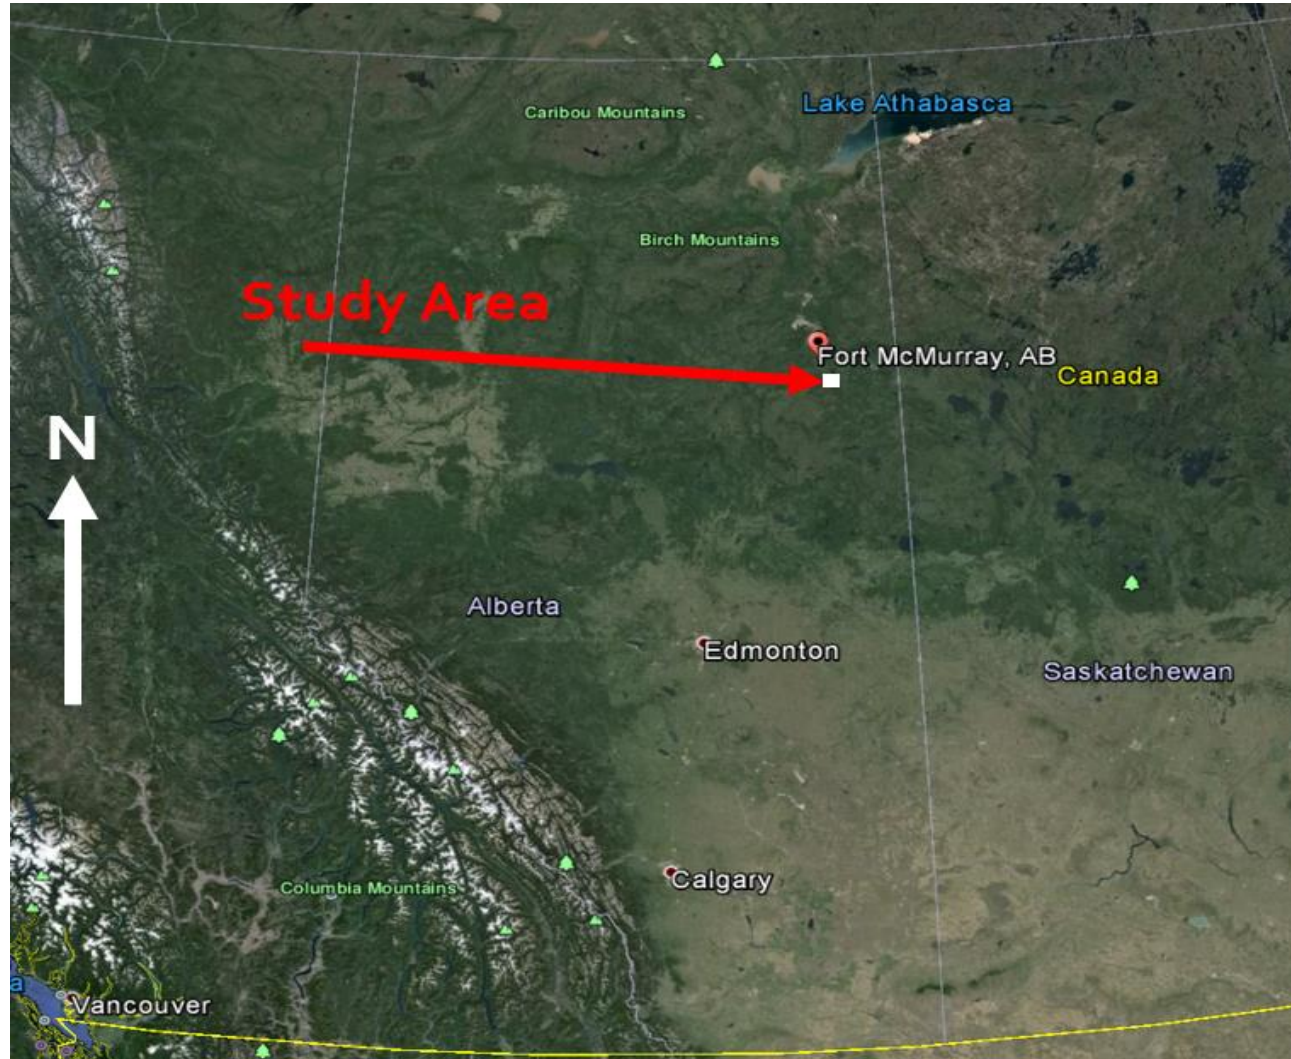 Caribou Mountains
Lake Athabasca
Birch Mountains
Study Area
Fort McMurray, AB
Canada
N
Alberta
Edmonton
Saskatchewan
Calgary
Columbia Mountains
a
Vancouver